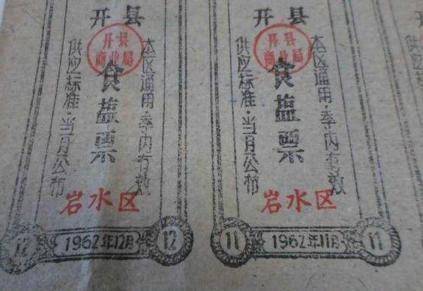 开县
开县
商业局
本区通用·季内有效
食盐票
供应标准·当月公布
岩水区
12
1962年12月
12
开县
开县
商业局
本区通用·季内有效
食盐票
供应标准·当月公布
岩水区
11
1962年11月
11